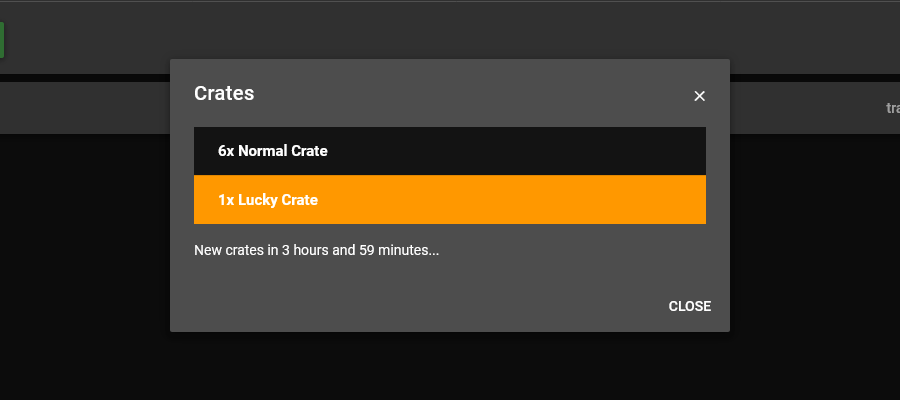 Crates
6x Normal Crate
1x Lucky Crate
New crates in 3 hours and 59 minutes...
CLOSE